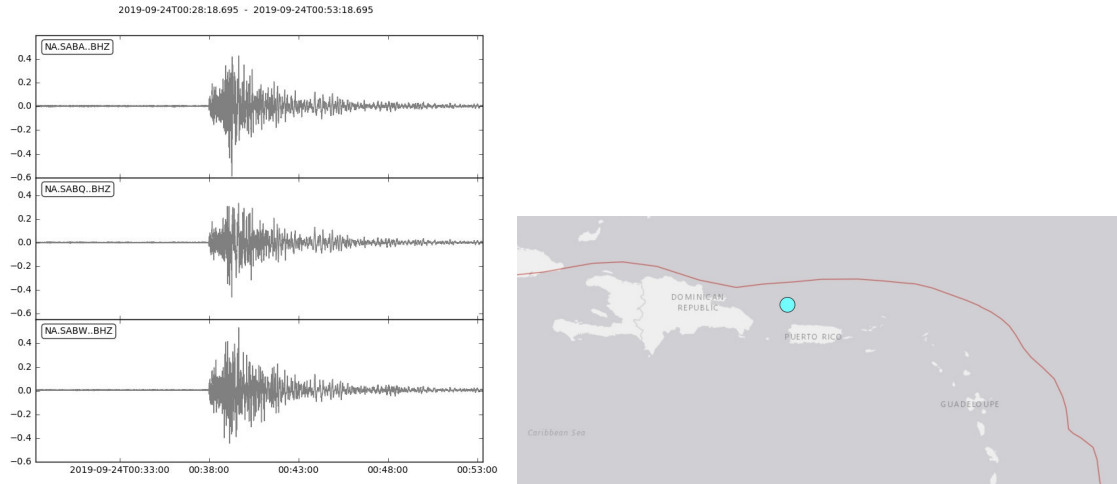 2019-09-24T00:28:18.695 - 2019-09-24T00:53:18.695
NA.SABA..BHZ
0.4
0.2
0.0
−0.2
−0.4
−0.6
NA.SABQ..BHZ
0.4
0.2
0.0
−0.2
−0.4
−0.6
NA.SABW..BHZ
0.4
0.2
0.0
−0.2
−0.4
−0.6
2019-09-24T00:33:00 00:38:00 00:43:00 00:48:00 00:53:00
DOMINICAN
REPUBLIC
PUERTO RICO
GUADELOUPE
Caribbean Sea